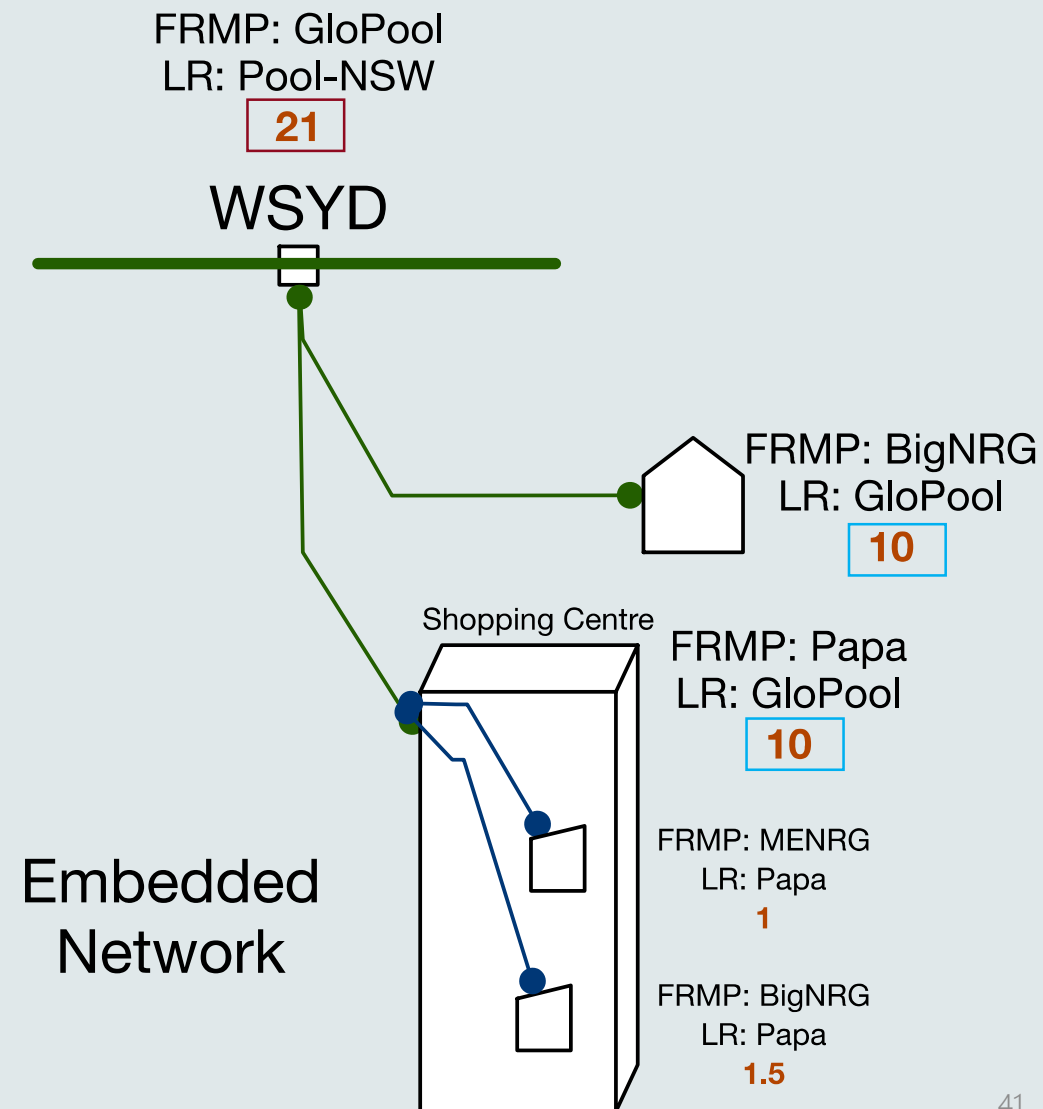 FRMP: GloPool
LR: Pool-NSW
21
WSYD
FRMP: BigNRG
LR: GloPool
10
Shopping Centre
FRMP: Papa
LR: GloPool
10
FRMP: MENRG
LR: Papa
1
Embedded
Network
FRMP: BigNRG
LR: Papa
1.5
41